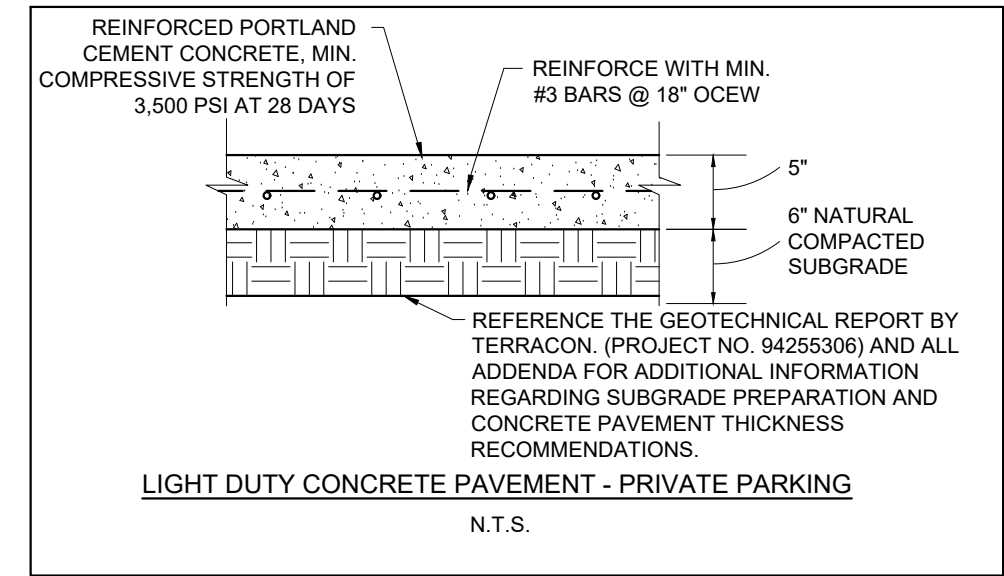 REINFORCED PORTLAND
CEMENT CONCRETE, MIN.
COMPRESSIVE STRENGTH OF
3,500 PSI AT 28 DAYS
REINFORCE WITH MIN.
#3 BARS @ 18" OCEW
5"
6" NATURAL
COMPACTED
SUBGRADE
REFERENCE THE GEOTECHNICAL REPORT BY
TERRACON. (PROJECT NO. 94255306) AND ALL
ADDENDA FOR ADDITIONAL INFORMATION
REGARDING SUBGRADE PREPARATION AND
CONCRETE PAVEMENT THICKNESS
RECOMMENDATIONS.
LIGHT DUTY CONCRETE PAVEMENT - PRIVATE PARKING
N.T.S.